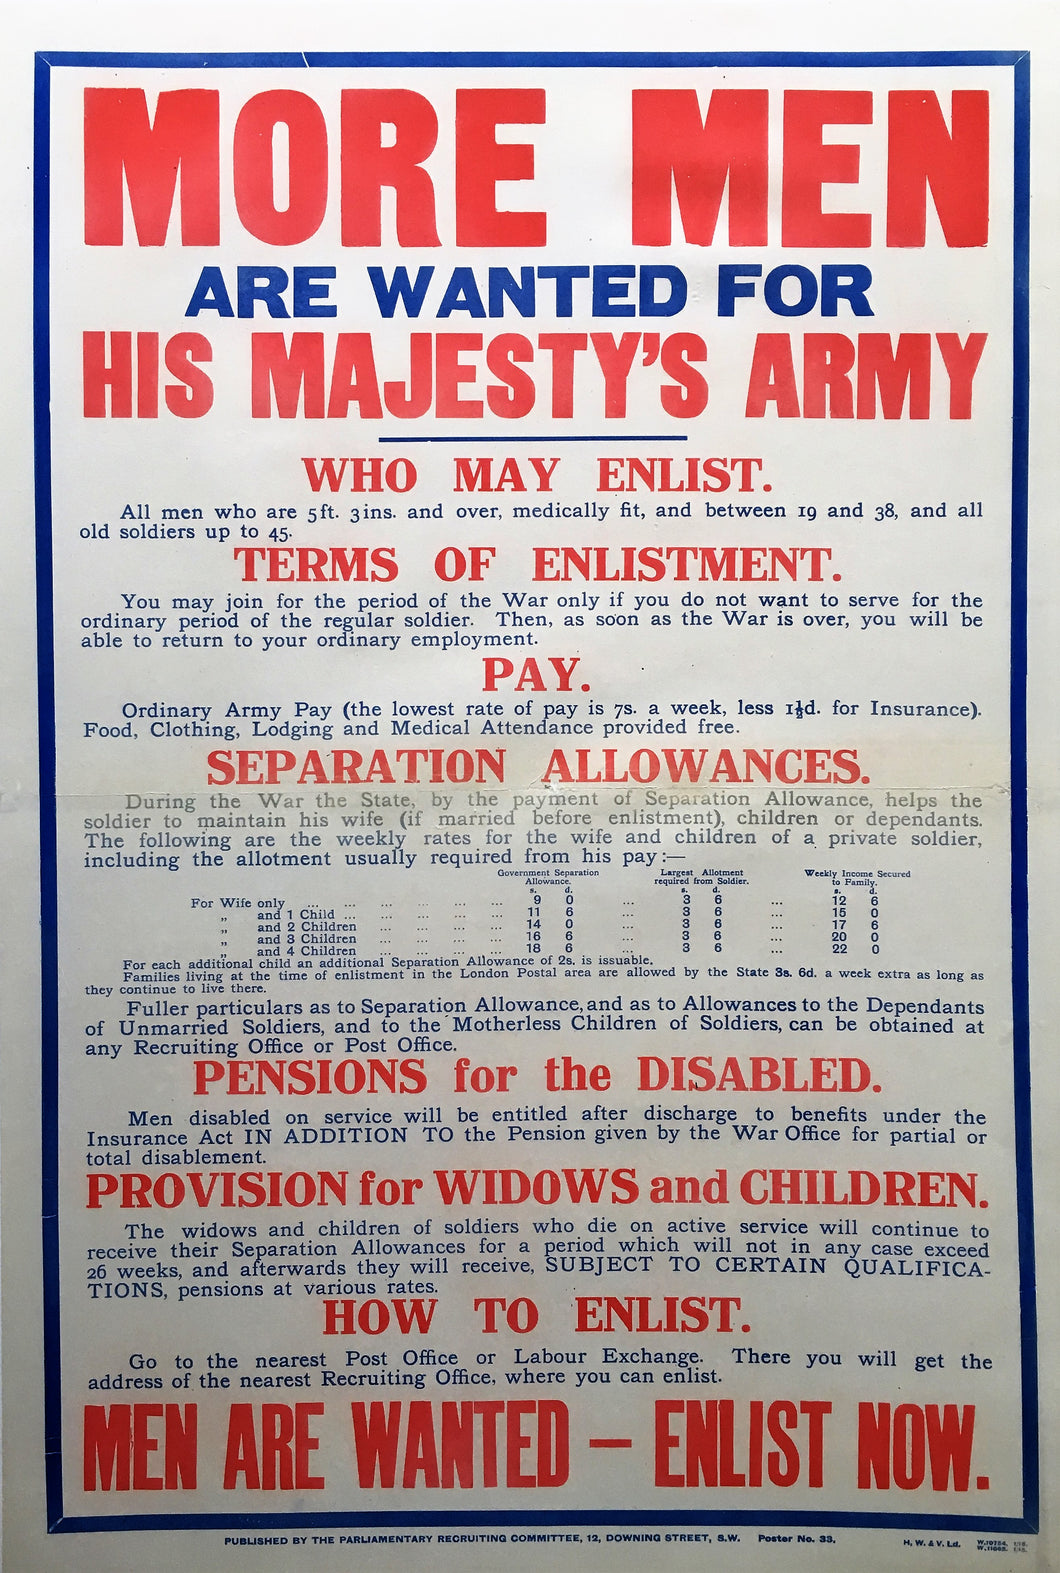 MORE MEN
ARE WANTED FOR
HIS MAJESTY'S ARMY
WHO MAY ENLIST.
All men who are 5ft. 3ins. and over, medically fit, and between 19 and 38, and all
old soldiers up to 45.
TERMS OF ENLISTMENT.
You may join for the period of the War only if you do not want to serve for the
ordinary period of the regular soldier. Then, as soon as the War is over, you will be
able to return to your ordinary employment.
PAY.
Ordinary Army Pay (the lowest rate of pay is 7s. a week, less 1½d. for Insurance).
Food, Clothing, Lodging and Medical Attendance provided free.
SEPARATION ALLOWANCES.
During the War the State, by the payment of Separation Allowance, helps the
soldier to maintain his wife (if married before enlistment), children or dependants.
The following are the weekly rates for the wife and children of a private soldier,
including the allotment usually required from his pay:—
Government Separation Largest Allotment Weekly Income Secured
Allowance. required from Soldier. to Family.
s. d. s. d. s. d.
For Wife only ... ... ... ... ... 9 0 ... 3 6 ... 12 6
„ and 1 Child ... ... ... ... ... 11 6 ... 3 6 ... 15 0
„ and 2 Children ... ... ... ... 14 0 ... 3 6 ... 17 6
„ and 3 Children ... ... ... ... 16 6 ... 3 6 ... 20 0
„ and 4 Children ... ... ... ... 18 6 ... 3 6 ... 22 0
For each additional child an additional Separation Allowance of 2s. is issuable.
Families living at the time of enlistment in the London Postal area are allowed by the State 3s. 6d. a week extra as long as
they continue to live there.
Fuller particulars as to Separation Allowance, and as to Allowances to the Dependants
of Unmarried Soldiers, and to the Motherless Children of Soldiers, can be obtained at
any Recruiting Office or Post Office.
PENSIONS for the DISABLED.
Men disabled on service will be entitled after discharge to benefits under the
Insurance Act IN ADDITION TO the Pension given by the War Office for partial or
total disablement.
PROVISION for WIDOWS and CHILDREN.
The widows and children of soldiers who die on active service will continue to
receive their Separation Allowances for a period which will not in any case exceed
26 weeks, and afterwards they will receive, SUBJECT TO CERTAIN QUALIFICA-
TIONS, pensions at various rates.
HOW TO ENLIST.
Go to the nearest Post Office or Labour Exchange. There you will get the
address of the nearest Recruiting Office, where you can enlist.
MEN ARE WANTED — ENLIST NOW.
PUBLISHED BY THE PARLIAMENTARY RECRUITING COMMITTEE, 12, DOWNING STREET, S.W. Poster No. 33. H. W. & V. Ld.